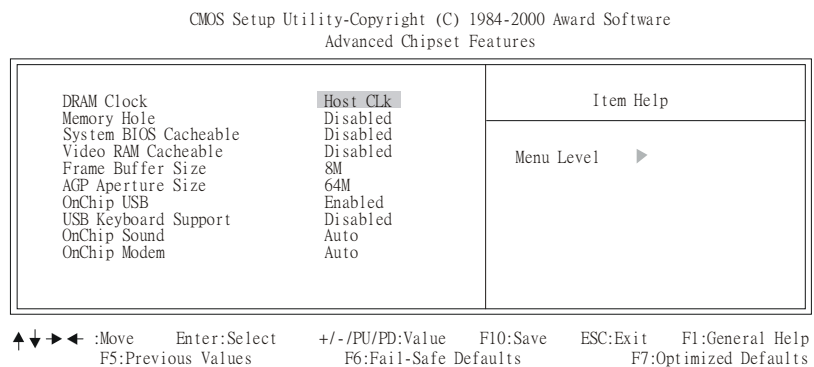 CMOS Setup Utility-Copyright (C) 1984-2000 Award Software
Advanced Chipset Features
DRAM Clock Host CLk
Memory Hole Disabled
System BIOS Cacheable Disabled
Video RAM Cacheable Disabled
Frame Buffer Size 8M
AGP Aperture Size 64M
OnChip USB Enabled
USB Keyboard Support Disabled
OnChip Sound Auto
OnChip Modem Auto
Item Help
Menu Level
:Move Enter:Select +/-/PU/PD:Value F10:Save ESC:Exit F1:General Help
F5:Previous Values F6:Fail-Safe Defaults F7:Optimized Defaults